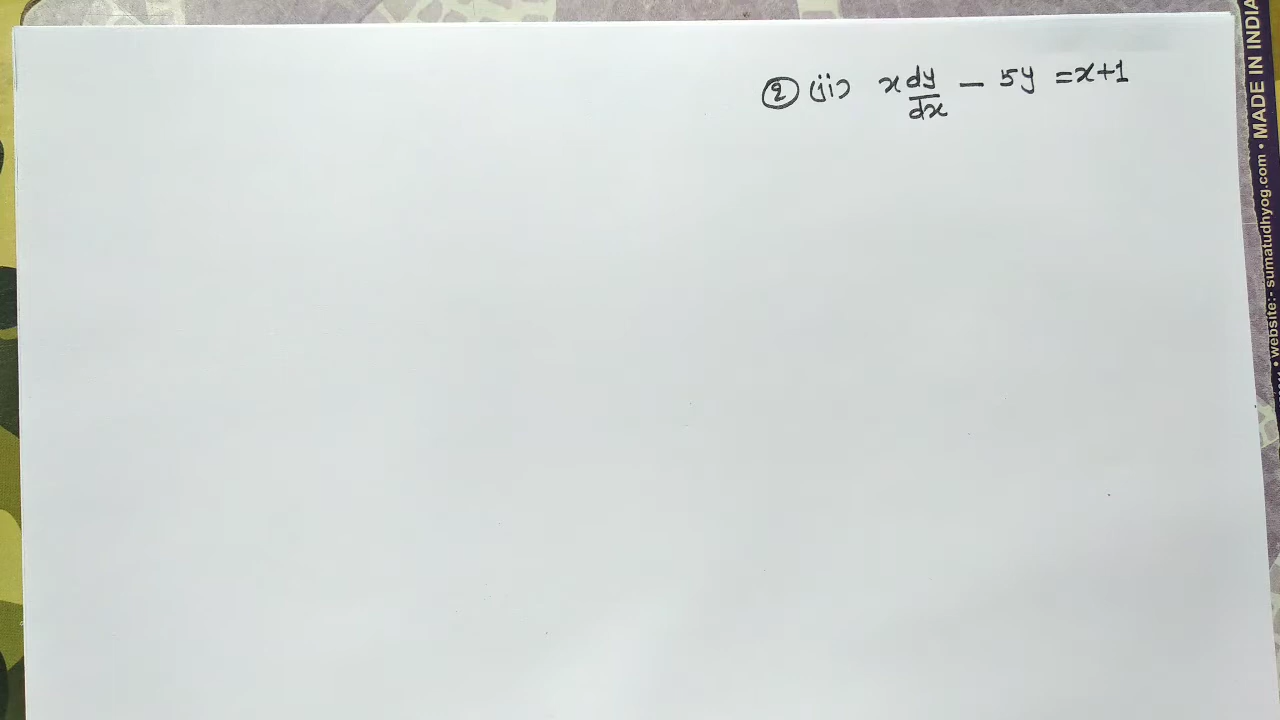 ② (ii) x dy/dx - 5y = x+1
MADE IN INDIA
• website:- sumatudhyog.com •